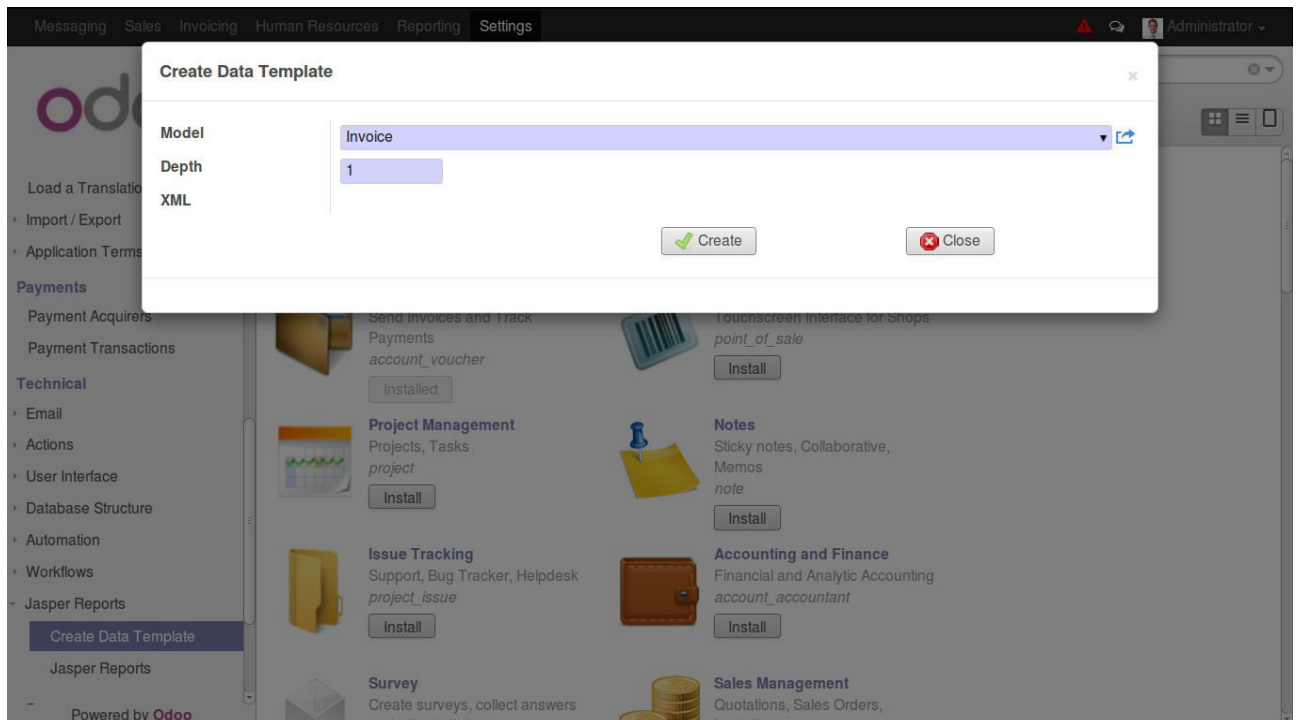 Messaging Sales Invoicing Human Resources Reporting Settings Administrator
Create Data Template
×
odo
Model
Invoice
Depth
1
XML
Create
Close
Load a Translatio
Import / Export
Application Terms
Payments
Payment Acquirers
Payment Transactions
Technical
Email
Actions
User Interface
Database Structure
Automation
Workflows
Jasper Reports
Create Data Template
Jasper Reports
Powered by Odoo
Send Invoices and Track
Payments
account_voucher
Installed
Touchscreen Interface for Shops
point_of_sale
Install
Project Management
Projects, Tasks
project
Install
Notes
Sticky notes, Collaborative,
Memos
note
Install
Issue Tracking
Support, Bug Tracker, Helpdesk
project_issue
Install
Accounting and Finance
Financial and Analytic Accounting
account_accountant
Install
Survey
Create surveys, collect answers
Sales Management
Quotations, Sales Orders,